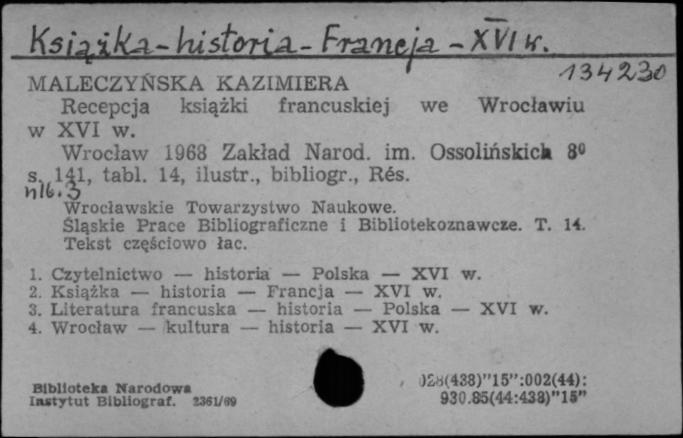 Książka - historia - Francja - XVI w.
134230
MALECZYŃSKA KAZIMIERA
Recepcja książki francuskiej we Wrocławiu
w XVI w.
Wrocław 1968 Zakład Narod. im. Ossolińskich 8⁰
s. 141, tabl. 14, ilustr., bibliogr., Rés.
nlb. 3
Wrocławskie Towarzystwo Naukowe.
Śląskie Prace Bibliograficzne i Bibliotekoznawcze. T. 14.
Tekst częściowo łac.
1. Czytelnictwo — historia — Polska — XVI w.
2. Książka — historia — Francja — XVI w.
3. Literatura francuska — historia — Polska — XVI w.
4. Wrocław — kultura — historia — XVI w.
Biblioteka Narodowa
Instytut Bibliograf. 2361/69
028(438)"15":002(44):
930.85(44:438)"15"